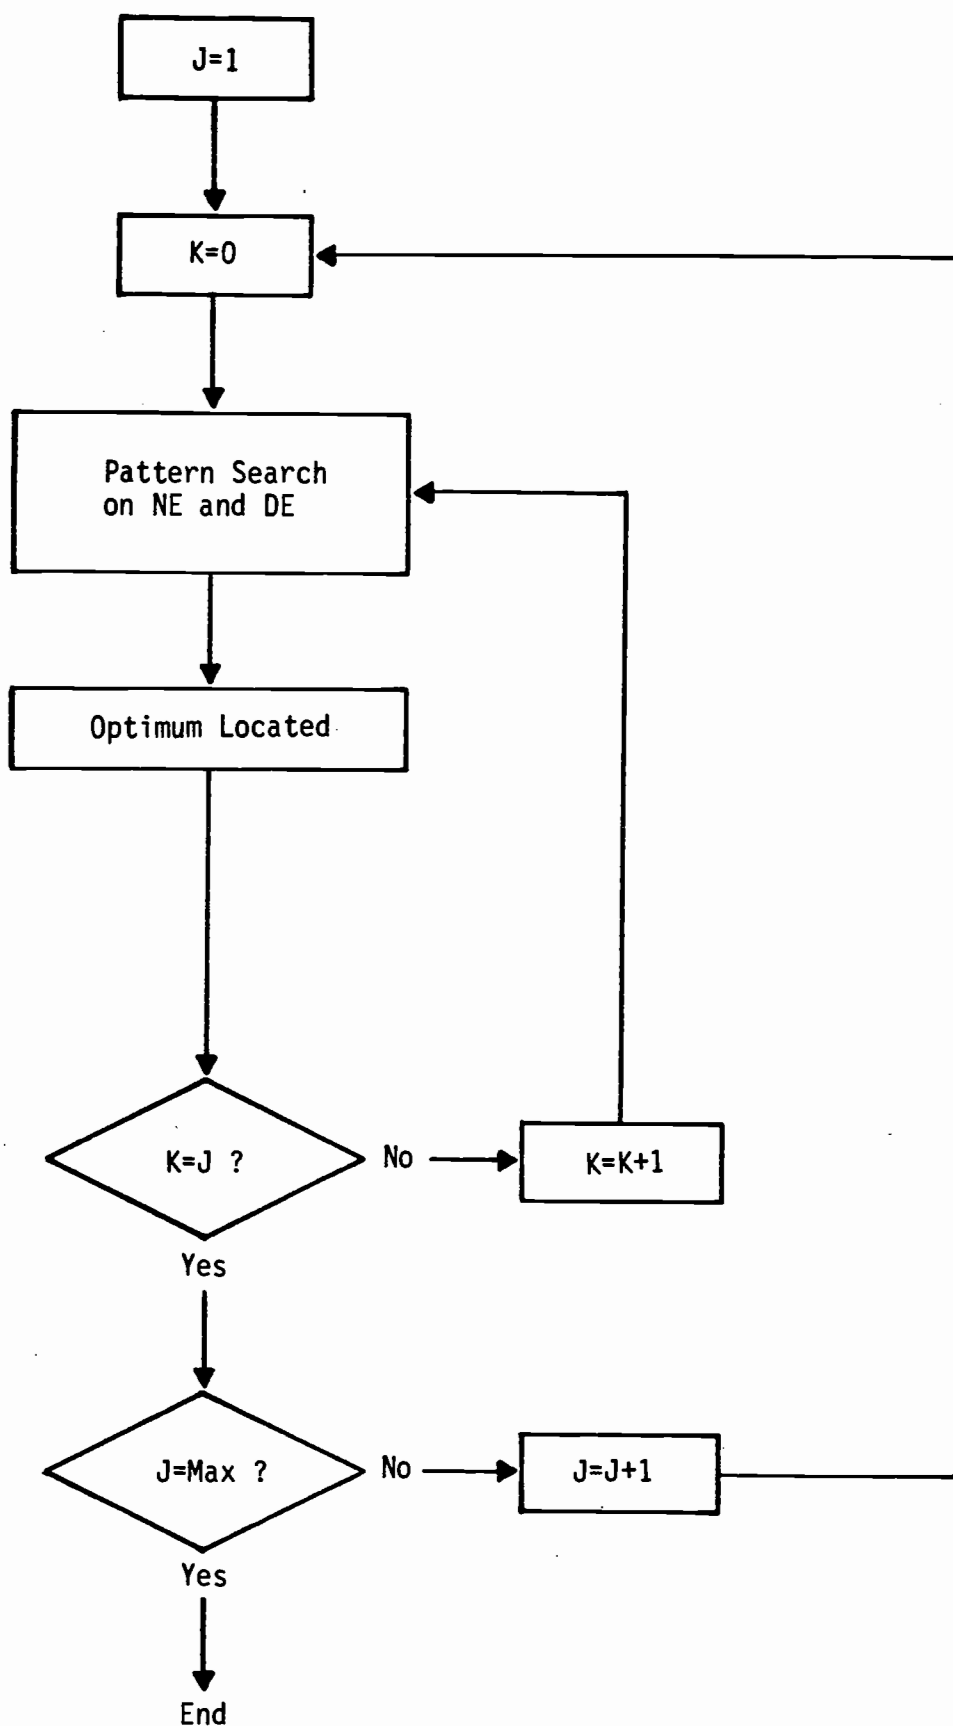 J=1
K=0
Pattern Search
on NE and DE
Optimum Located
K=J ?
No
K=K+1
Yes
J=Max ?
No
J=J+1
Yes
End